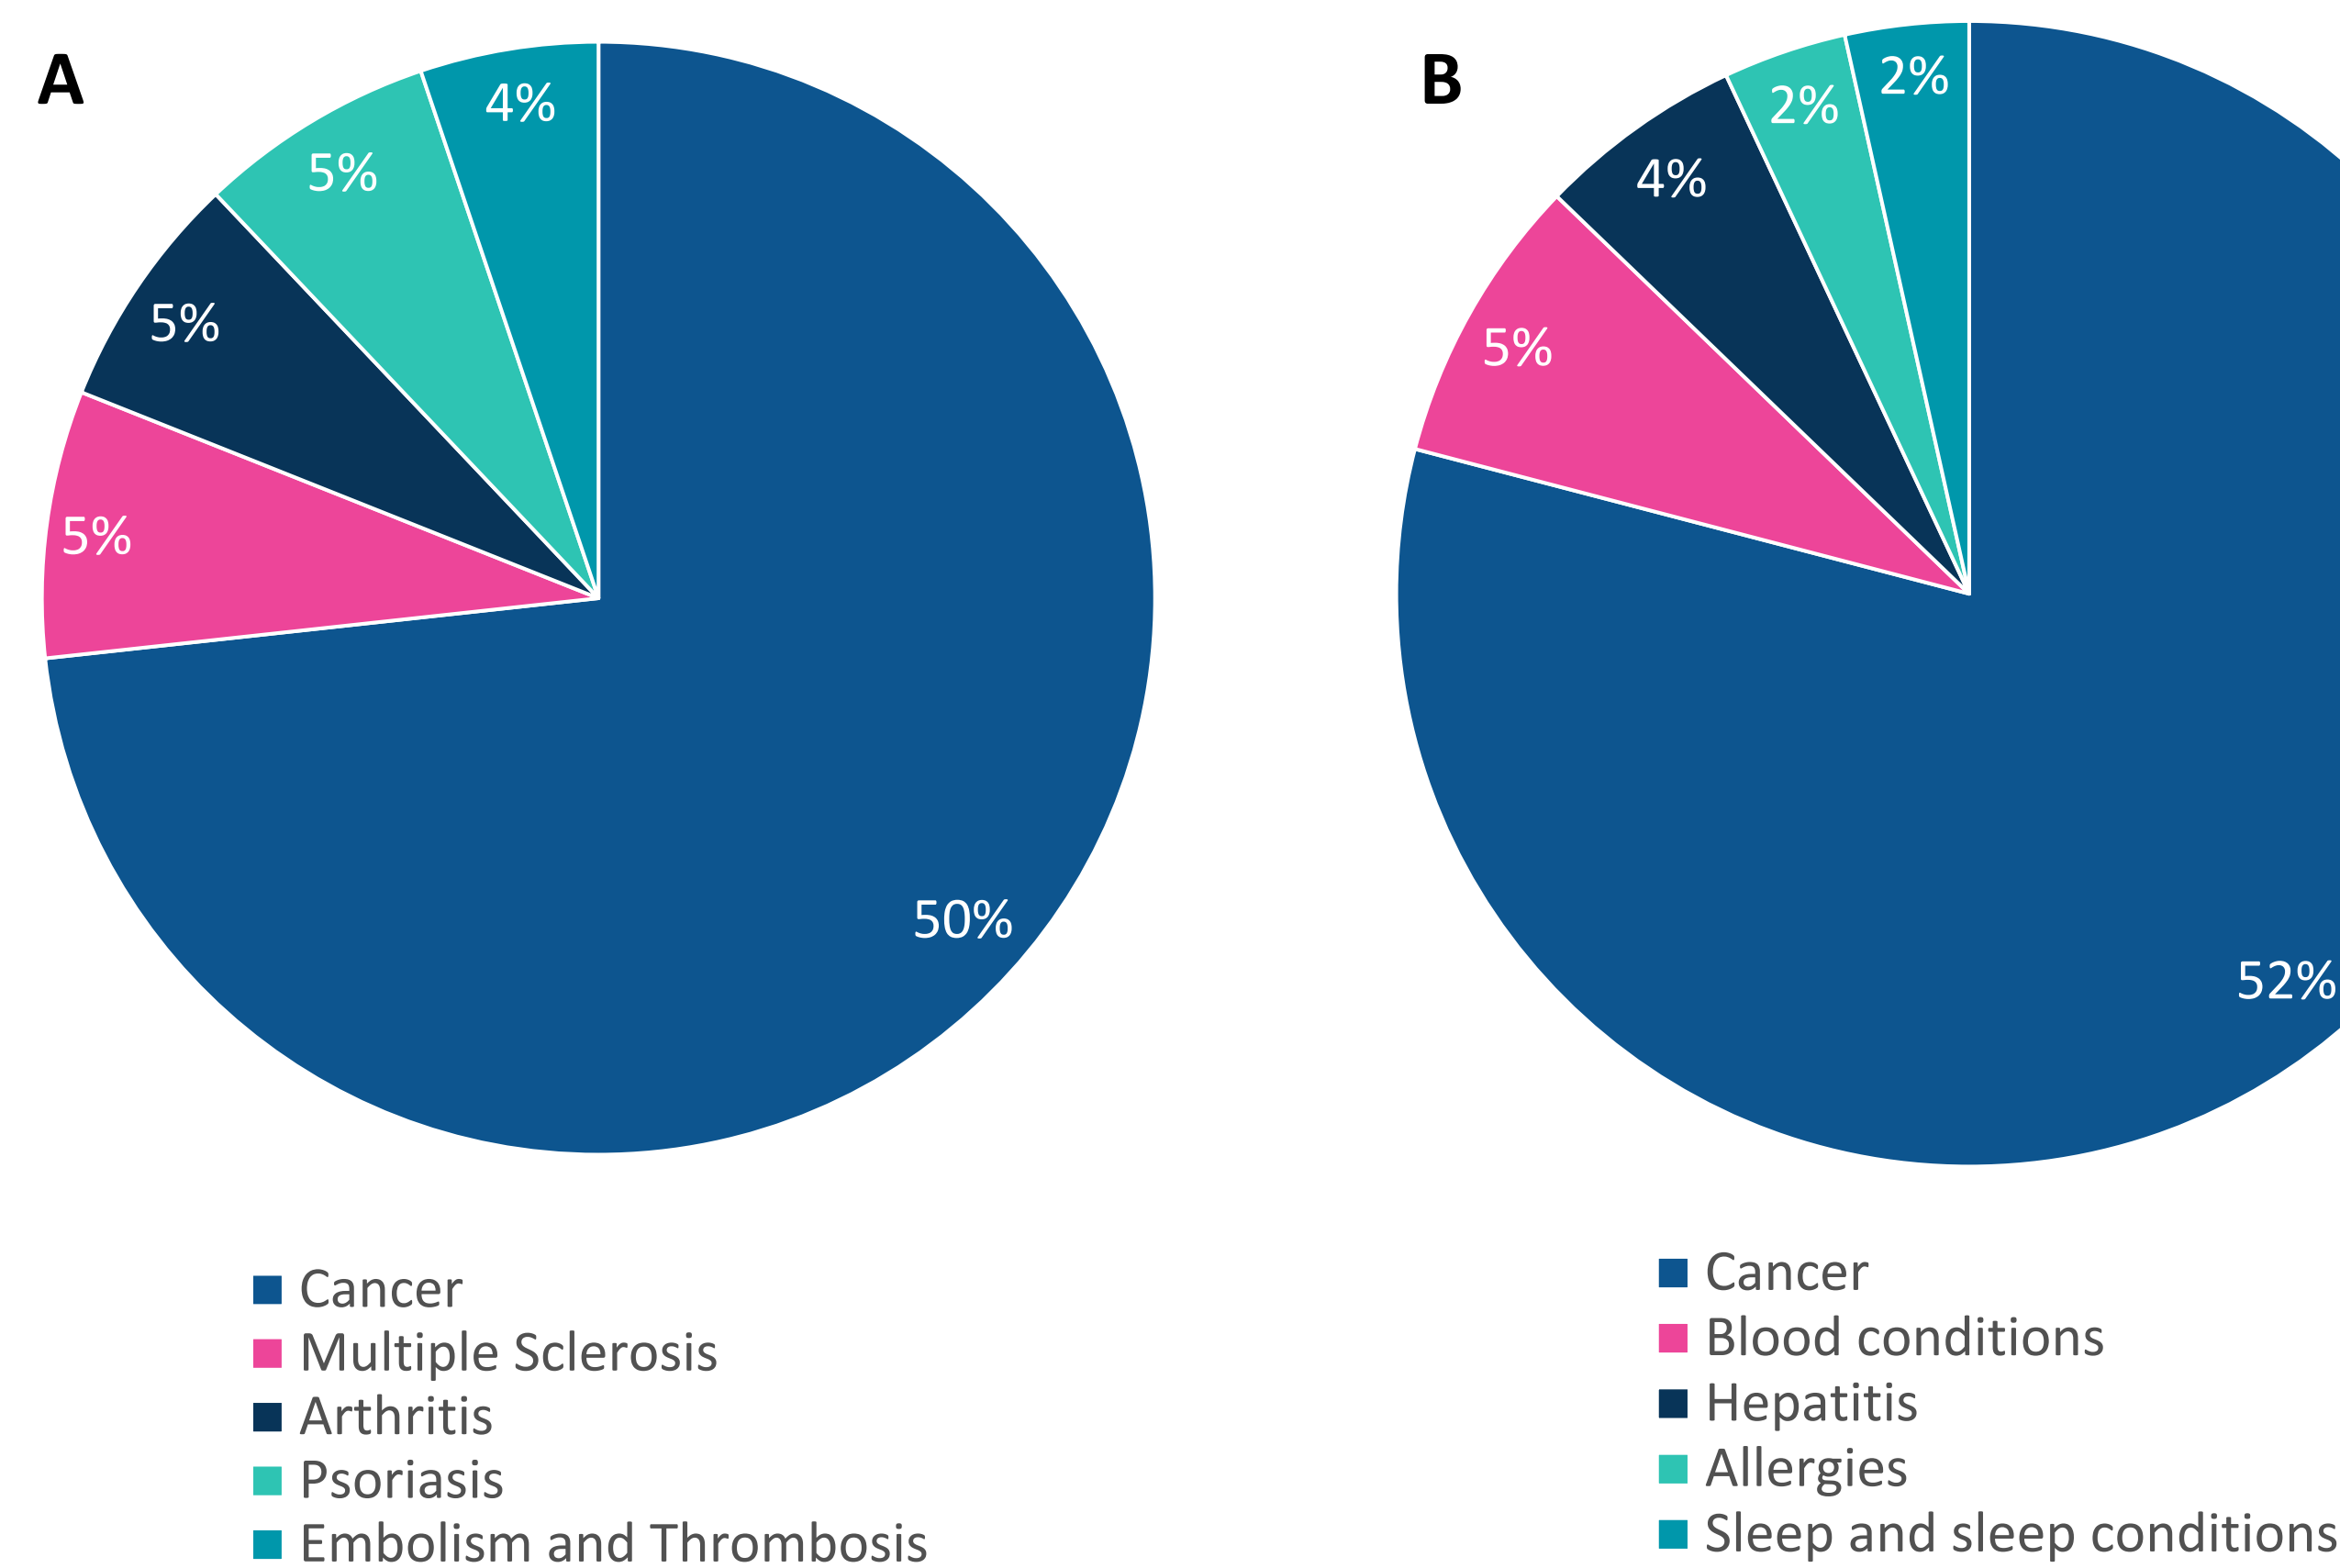 A
4%
5%
5%
5%
50%
Cancer
Multiple Sclerosis
Arthritis
Psoriasis
Embolism and Thrombosis
B
2%
2%
4%
5%
52%
Cancer
Blood conditions
Hepatitis
Allergies
Sleep and sleep conditions